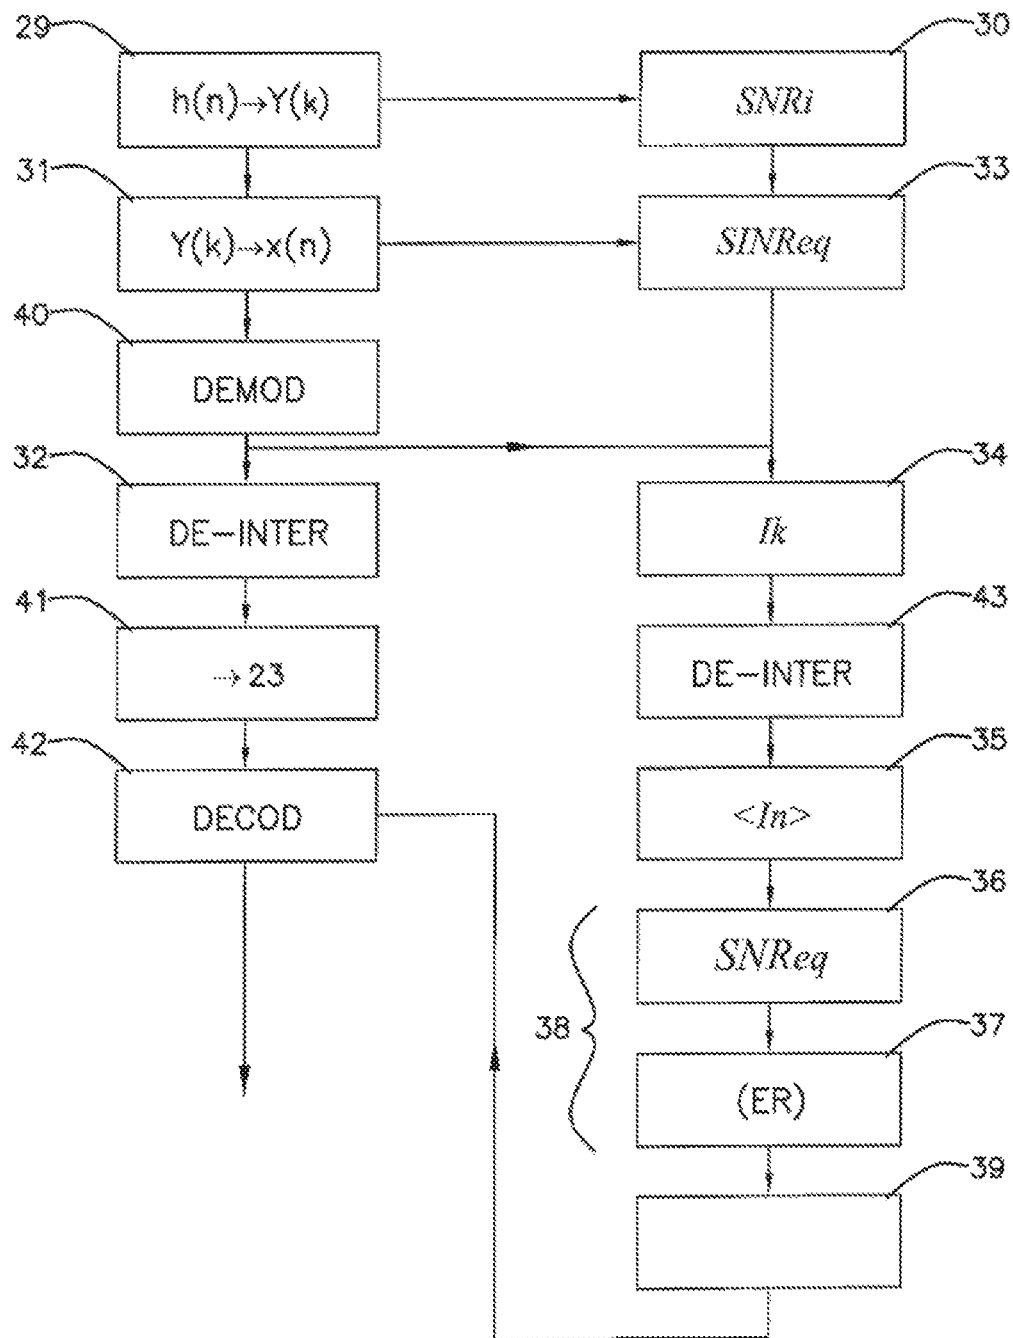 29
30
h(n)→Y(k)
SNRi
31
33
Y(k)→x(n)
SINReq
40
DEMOD
32
34
DE-INTER
Ik
41
43
→23
DE-INTER
42
35
DECOD
<In>
36
SNReq
38
37
(ER)
39